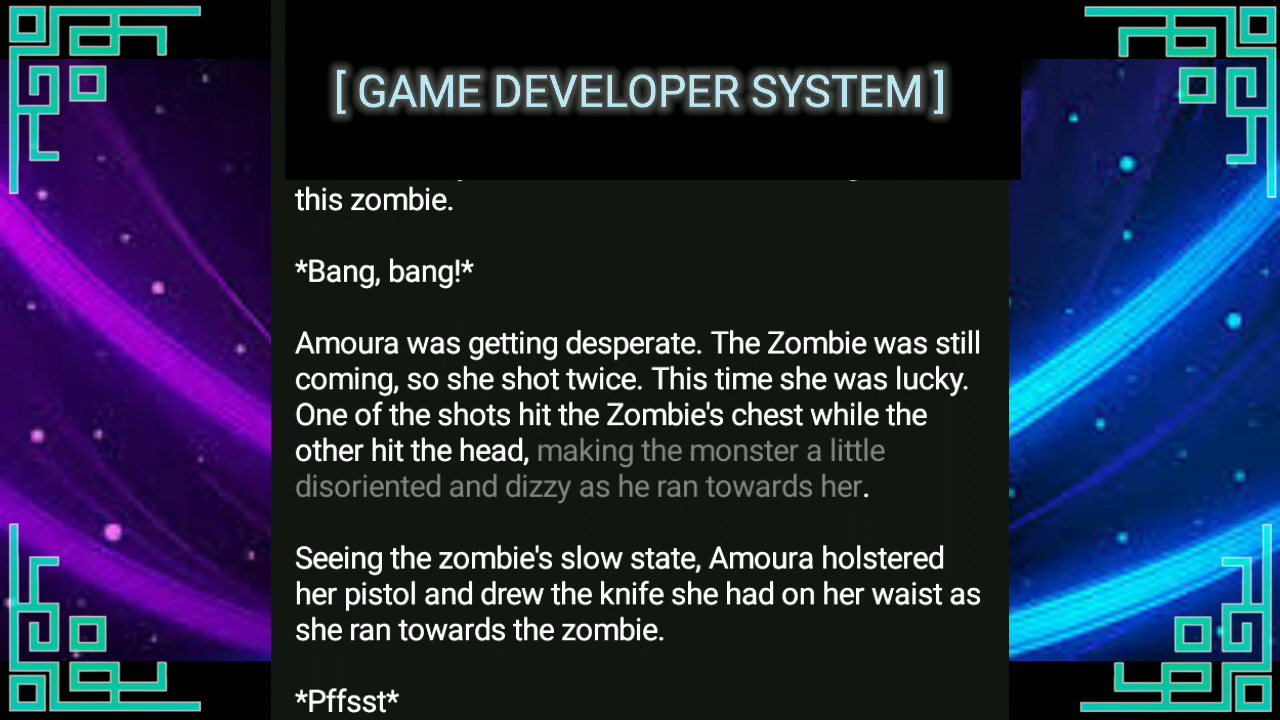 [ GAME DEVELOPER SYSTEM ]
this zombie.
*Bang, bang!*
Amoura was getting desperate. The Zombie was still
coming, so she shot twice. This time she was lucky.
One of the shots hit the Zombie's chest while the
other hit the head, making the monster a little
disoriented and dizzy as he ran towards her.
Seeing the zombie's slow state, Amoura holstered
her pistol and drew the knife she had on her waist as
she ran towards the zombie.
*Pffsst*